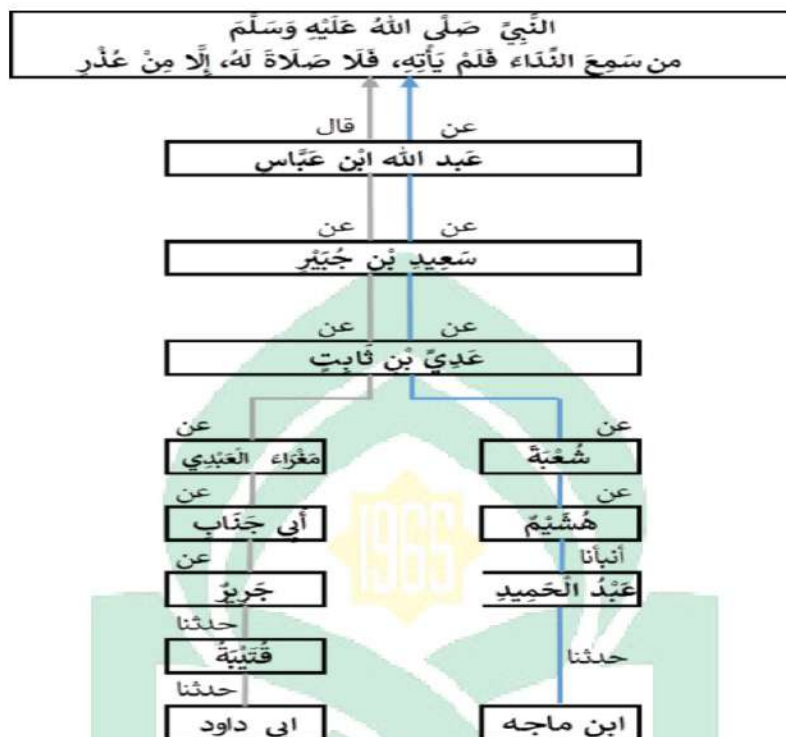 النَّبِيِّ صَلَّى اللهُ عَلَيْهِ وَسَلَّمَ
من سَمِعَ النِّدَاءَ فَلَمْ يَأْتِهِ، فَلَا صَلَاةَ لَهُ، إِلَّا مِنْ عُذْرٍ
عن قال
عَبد الله ابْن عَبَّاسٍ
عن عن
سَعِيدِ بْنِ جُبَيْرٍ
عن عن
عَدِيِّ بْنِ ثَابِتٍ
عن عن
شُعْبَةَ مَغْرَاءَ الْعَبْدِي
عن عن
هُشَيْمٌ أَبِي جَنَابٍ
أنبأنا عن
عَبْدُ الْحَمِيدِ جَرِيرٌ
حدثنا
قُتَيْبَةُ
حدثنا حدثنا
ابن ماجه ابى داود
1965